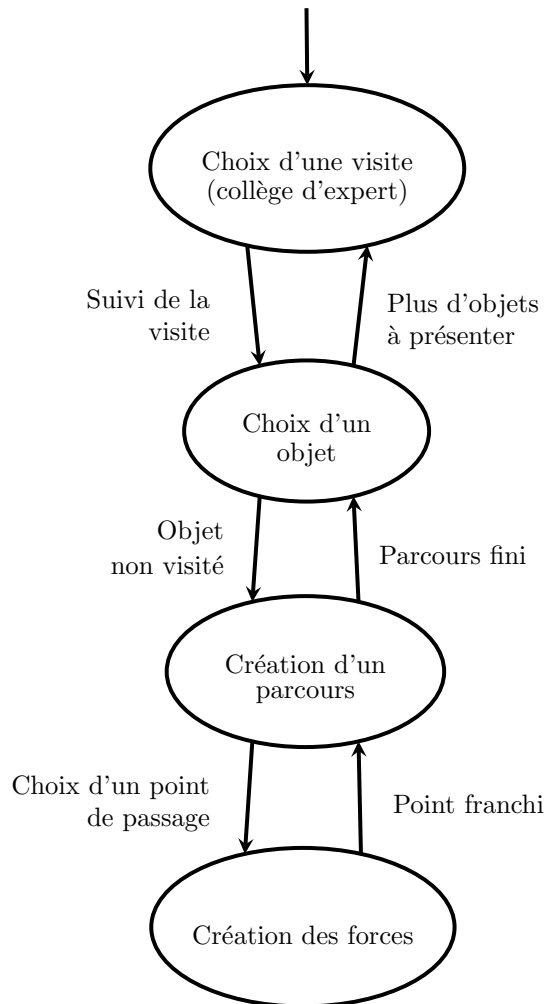 Choix d'une visite
(collège d'expert)
Suivi de la
visite
Plus d'objets
à présenter
Choix d'un
objet
Objet
non visité
Parcours fini
Création d'un
parcours
Choix d'un point
de passage
Point franchi
Création des forces